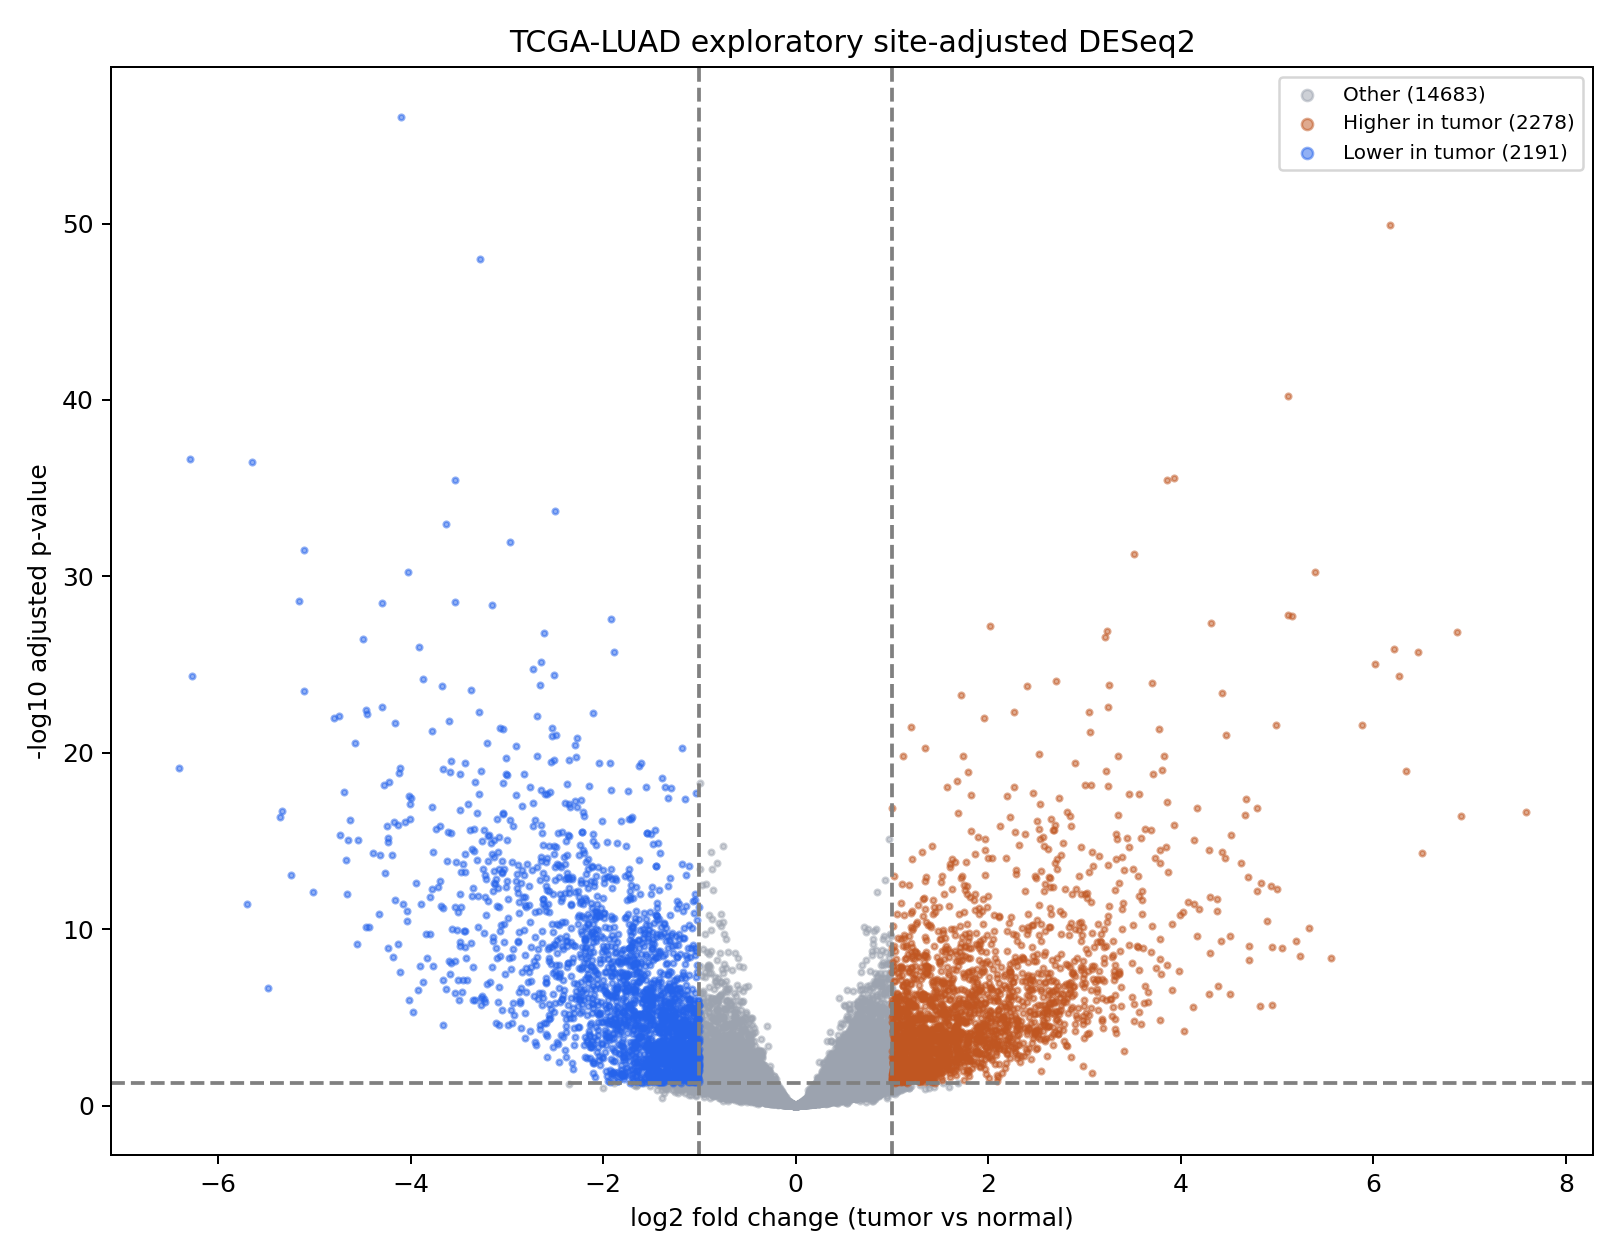 TCGA-LUAD exploratory site-adjusted DESeq2
Other (14683)
Higher in tumor (2278)
Lower in tumor (2191)
-log10 adjusted p-value
50
40
30
20
10
0
−6
−4
−2
0
2
4
6
8
log2 fold change (tumor vs normal)